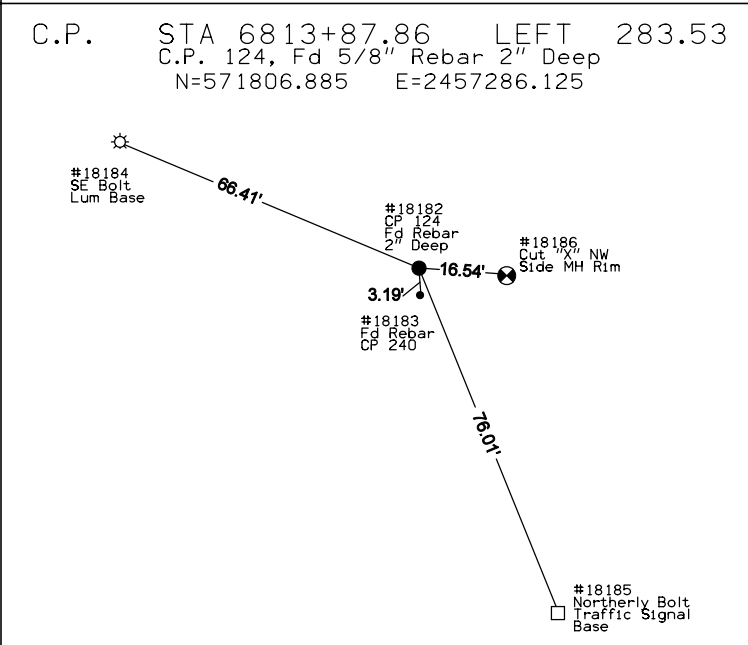 C.P. STA 6813+87.86 LEFT 283.53
C.P. 124, Fd 5/8" Rebar 2" Deep
N=571806.885 E=2457286.125
#18184
SE Bolt
Lum Base
66.41'
#18182
CP 124
Fd Rebar
2" Deep
#18186
Cut "X" NW
Side MH Rim
16.54'
3.19'
#18183
Fd Rebar
CP 240
76.01'
#18185
Northerly Bolt
Traffic Signal
Base